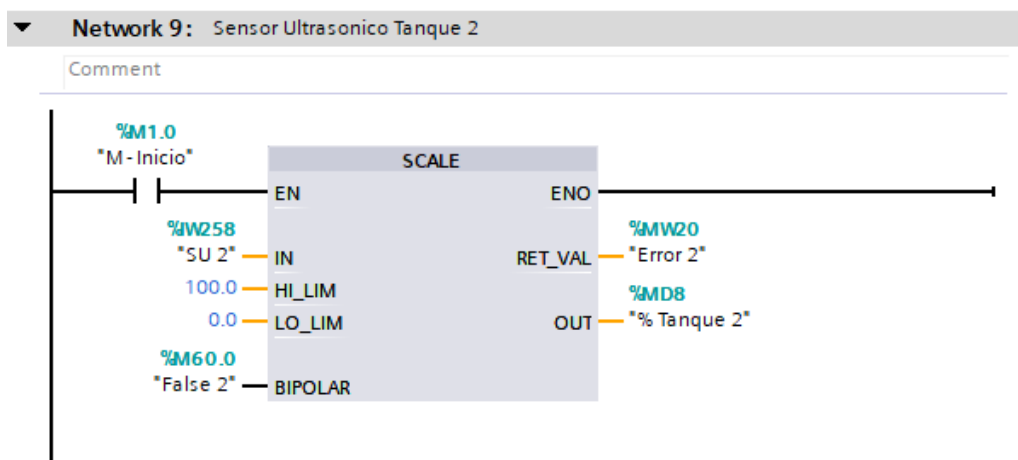 Network 9: Sensor Ultrasonico Tanque 2
Comment
%M1.0
"M-Inicio"
SCALE
EN ENO
%IW258 %MW20
"SU 2" IN RET_VAL "Error 2"
100.0 HI_LIM %MD8
0.0 LO_LIM OUT "% Tanque 2"
%M60.0
"False 2" BIPOLAR